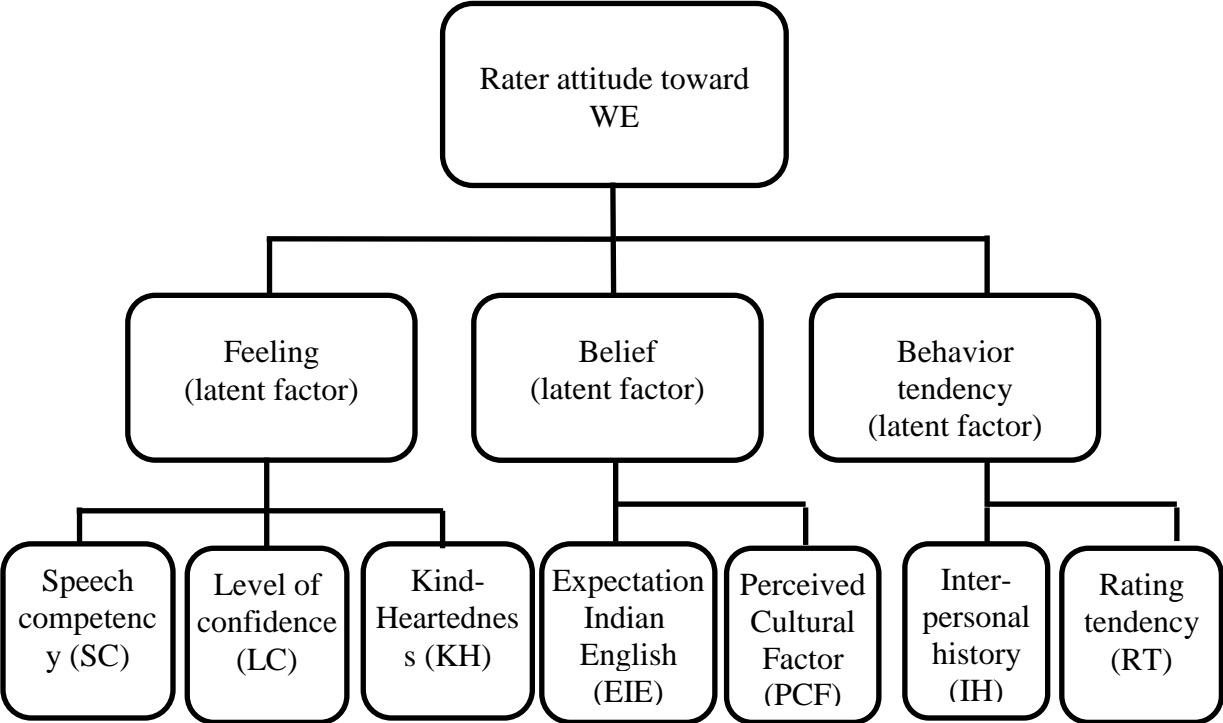 Rater attitude toward
WE
Feeling
(latent factor)
Belief
(latent factor)
Behavior
tendency
(latent factor)
Speech
competenc
y (SC)
Level of
confidence
(LC)
Kind-
Heartednes
s (KH)
Expectation
Indian
English
(EIE)
Perceived
Cultural
Factor
(PCF)
Inter-
personal
history
(IH)
Rating
tendency
(RT)